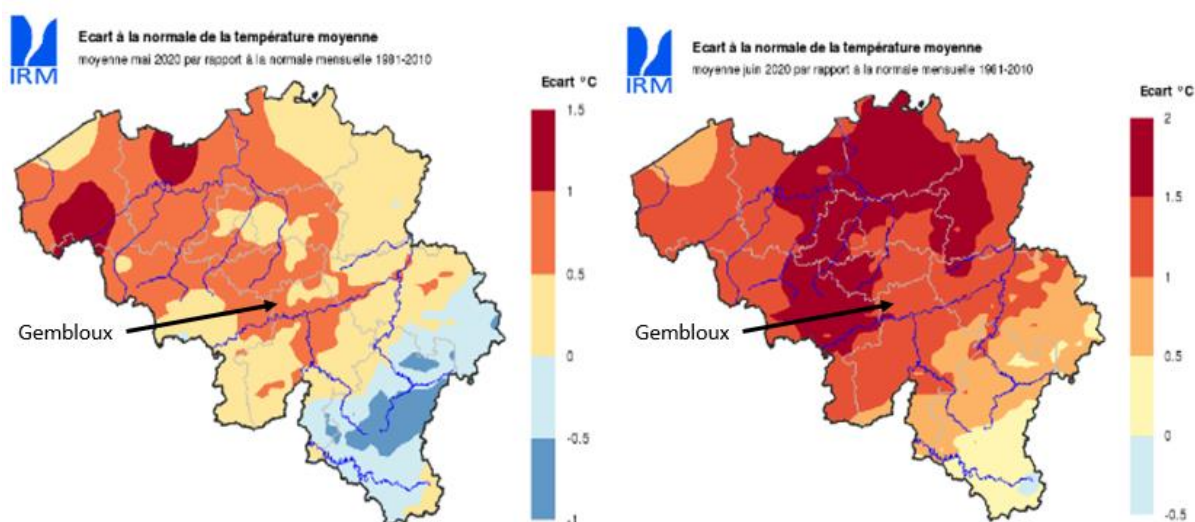 IRM
Ecart à la normale de la température moyenne
moyenne mai 2020 par rapport à la normale mensuelle 1981-2010
Ecart °C
1.5
1
0.5
0
-0.5
-1
Gembloux
IRM
Ecart à la normale de la température moyenne
moyenne juin 2020 par rapport à la normale mensuelle 1981-2010
Ecart °C
2
1.5
1
0.5
0
-0.5
Gembloux